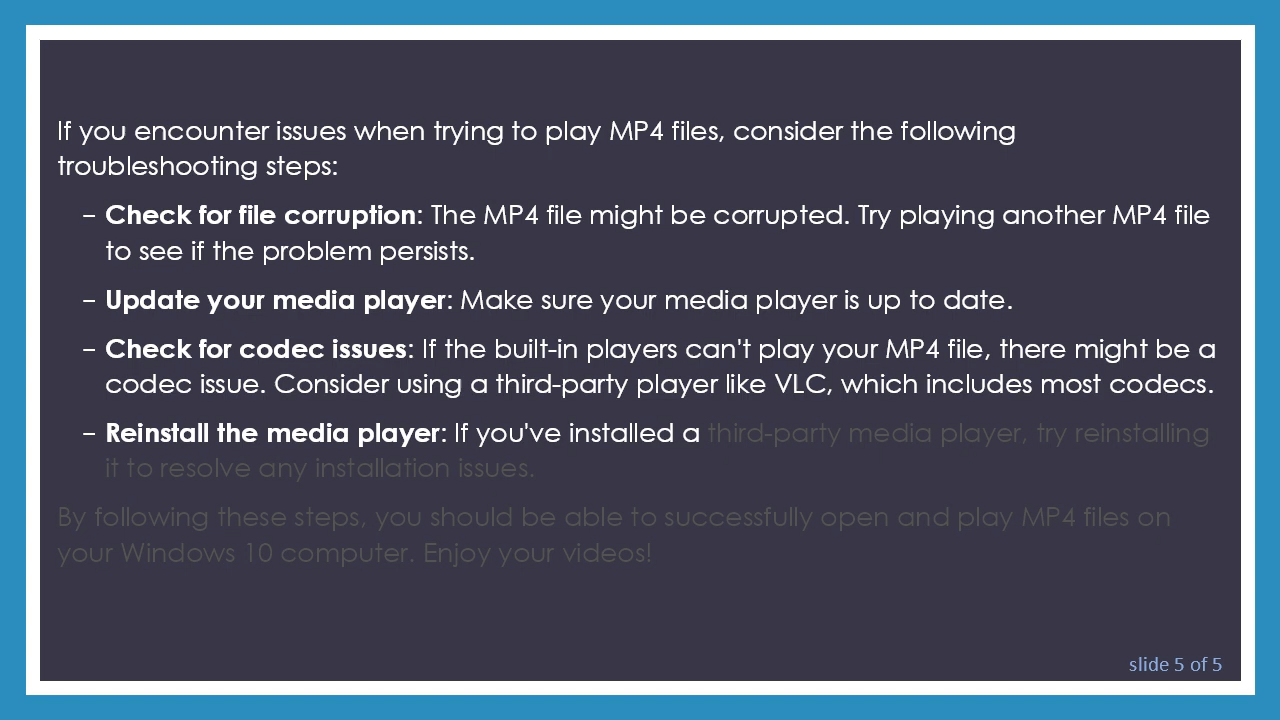 If you encounter issues when trying to play MP4 files, consider the following
troubleshooting steps:
– Check for file corruption: The MP4 file might be corrupted. Try playing another MP4 file
to see if the problem persists.
– Update your media player: Make sure your media player is up to date.
– Check for codec issues: If the built-in players can't play your MP4 file, there might be a
codec issue. Consider using a third-party player like VLC, which includes most codecs.
– Reinstall the media player: If you've installed a third-party media player, try reinstalling
it to resolve any installation issues.
By following these steps, you should be able to successfully open and play MP4 files on
your Windows 10 computer. Enjoy your videos!
slide 5 of 5